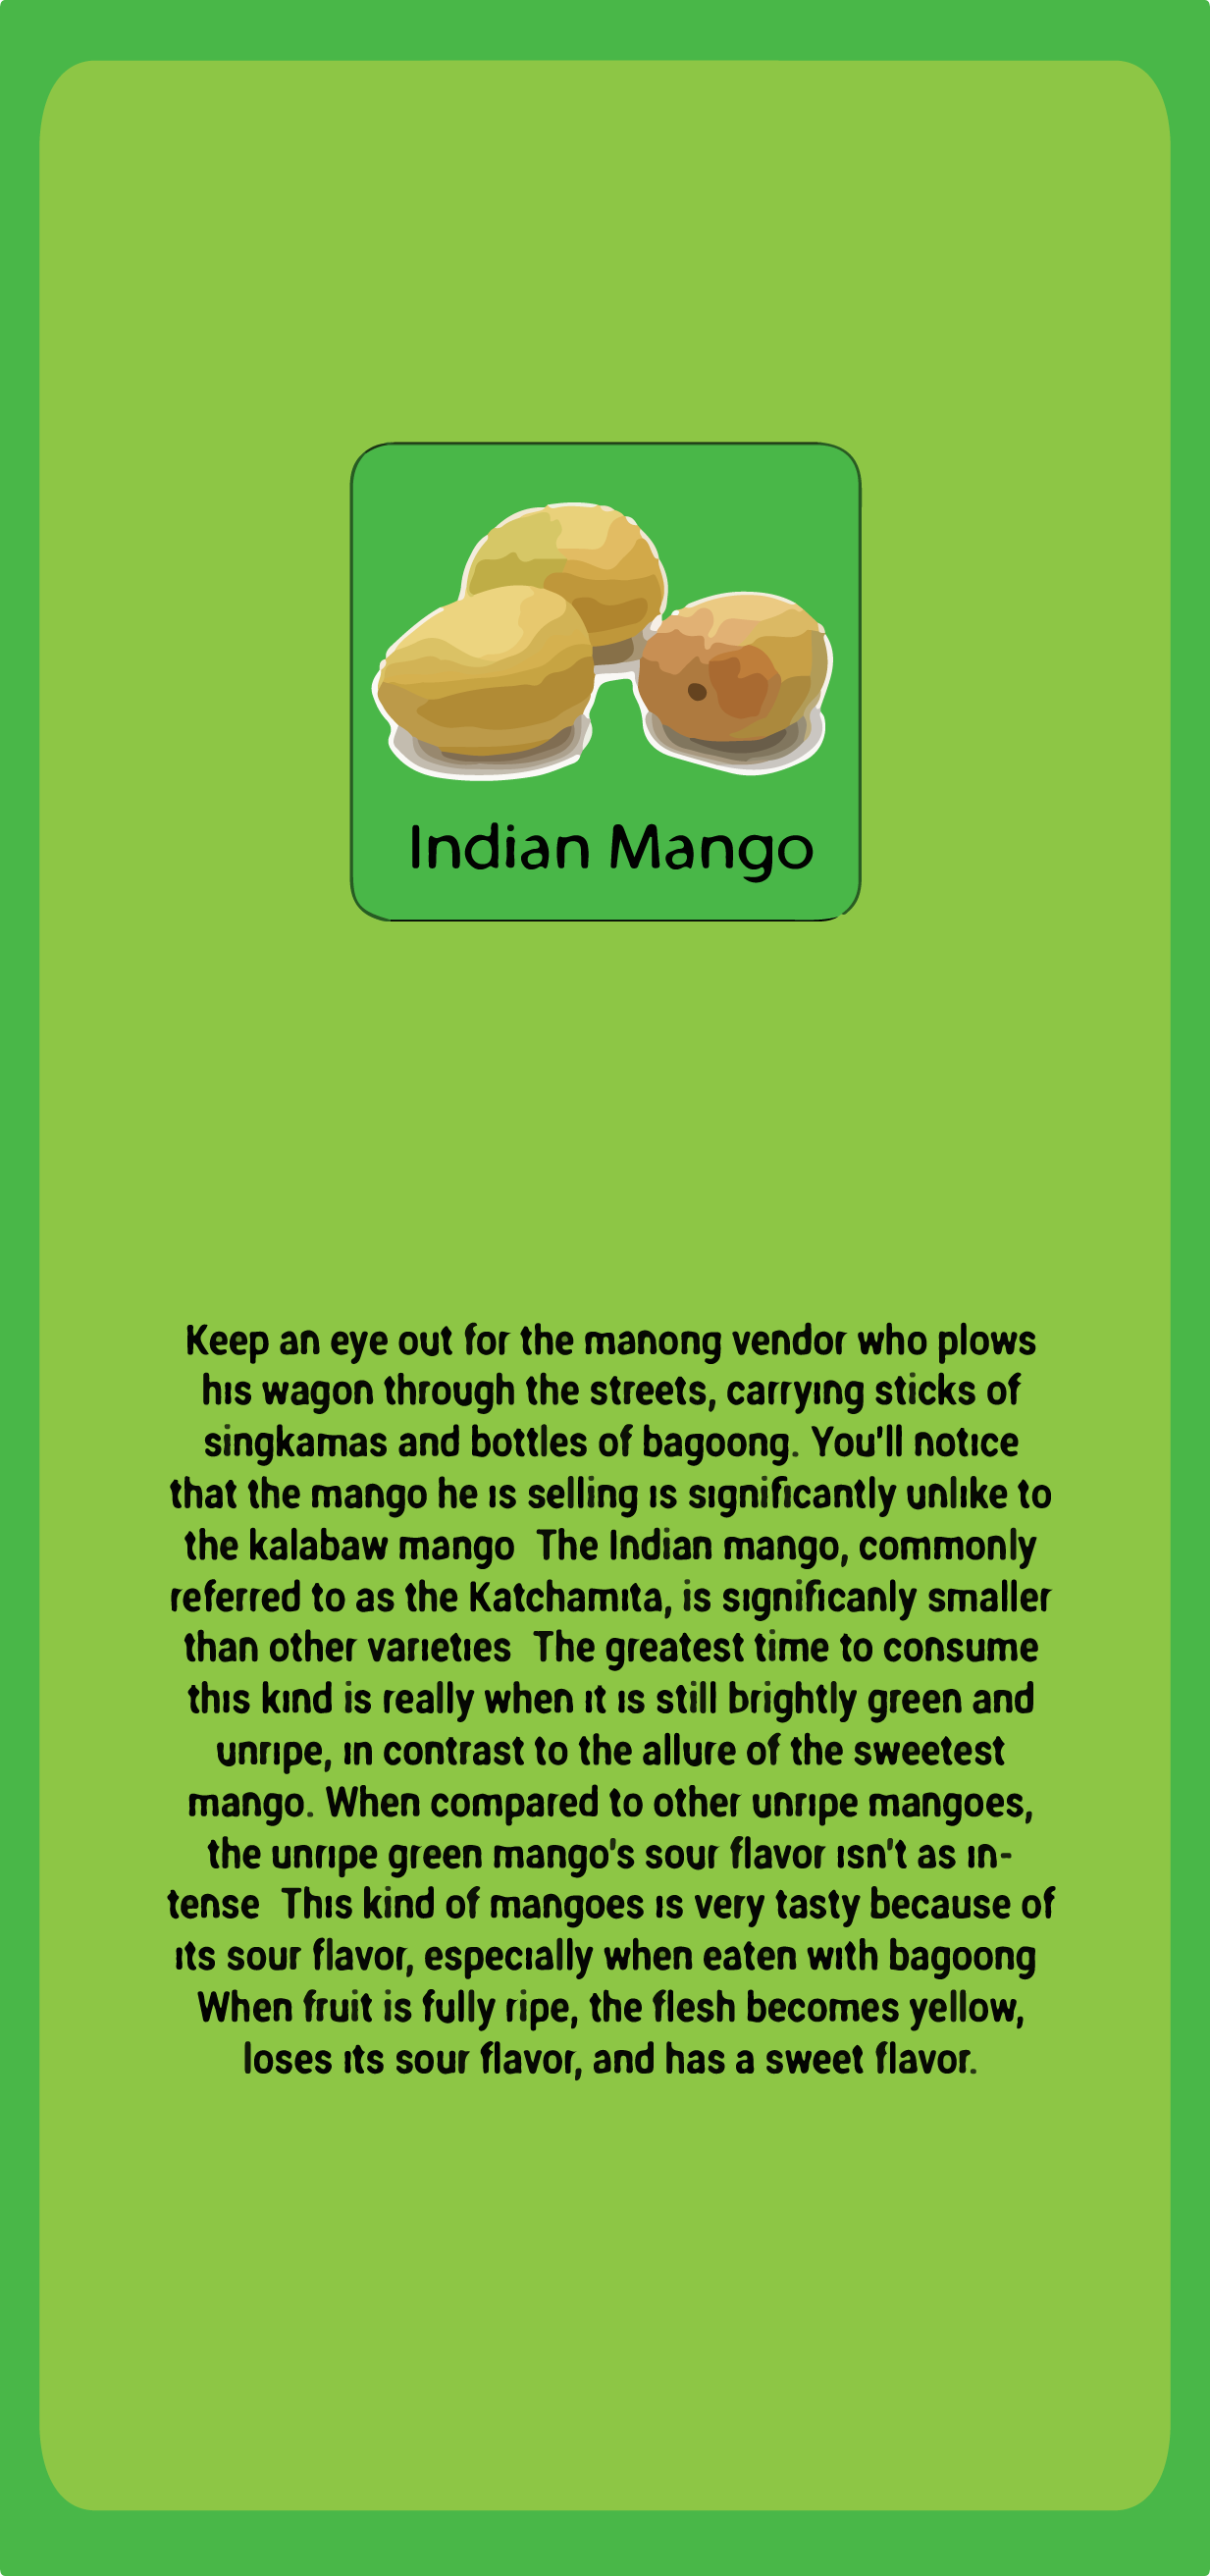 Indian Mango
Keep an eye out for the manong vendor who plows
his wagon through the streets, carrying sticks of
singkamas and bottles of bagoong. You'll notice
that the mango he is selling is significantly unlike to
the kalabaw mango  The Indian mango, commonly
referred to as the Katchamita, is significanly smaller
than other varieties  The greatest time to consume
this kind is really when it is still brightly green and
unripe, in contrast to the allure of the sweetest
mango. When compared to other unripe mangoes,
the unripe green mango's sour flavor isn't as in-
tense  This kind of mangoes is very tasty because of
its sour flavor, especially when eaten with bagoong
When fruit is fully ripe, the flesh becomes yellow,
loses its sour flavor, and has a sweet flavor.